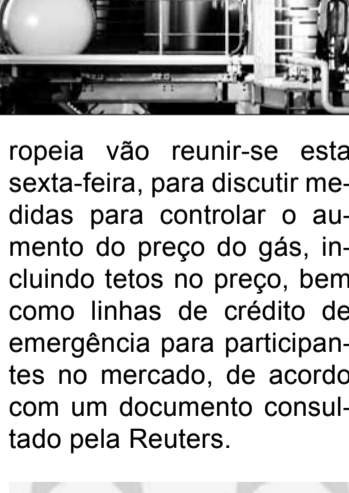 ropeia vão reunir-se esta
sexta-feira, para discutir me-
didas para controlar o au-
mento do preço do gás, in-
cluindo tetos no preço, bem
como linhas de crédito de
emergência para participan-
tes no mercado, de acordo
com um documento consul-
tado pela Reuters.